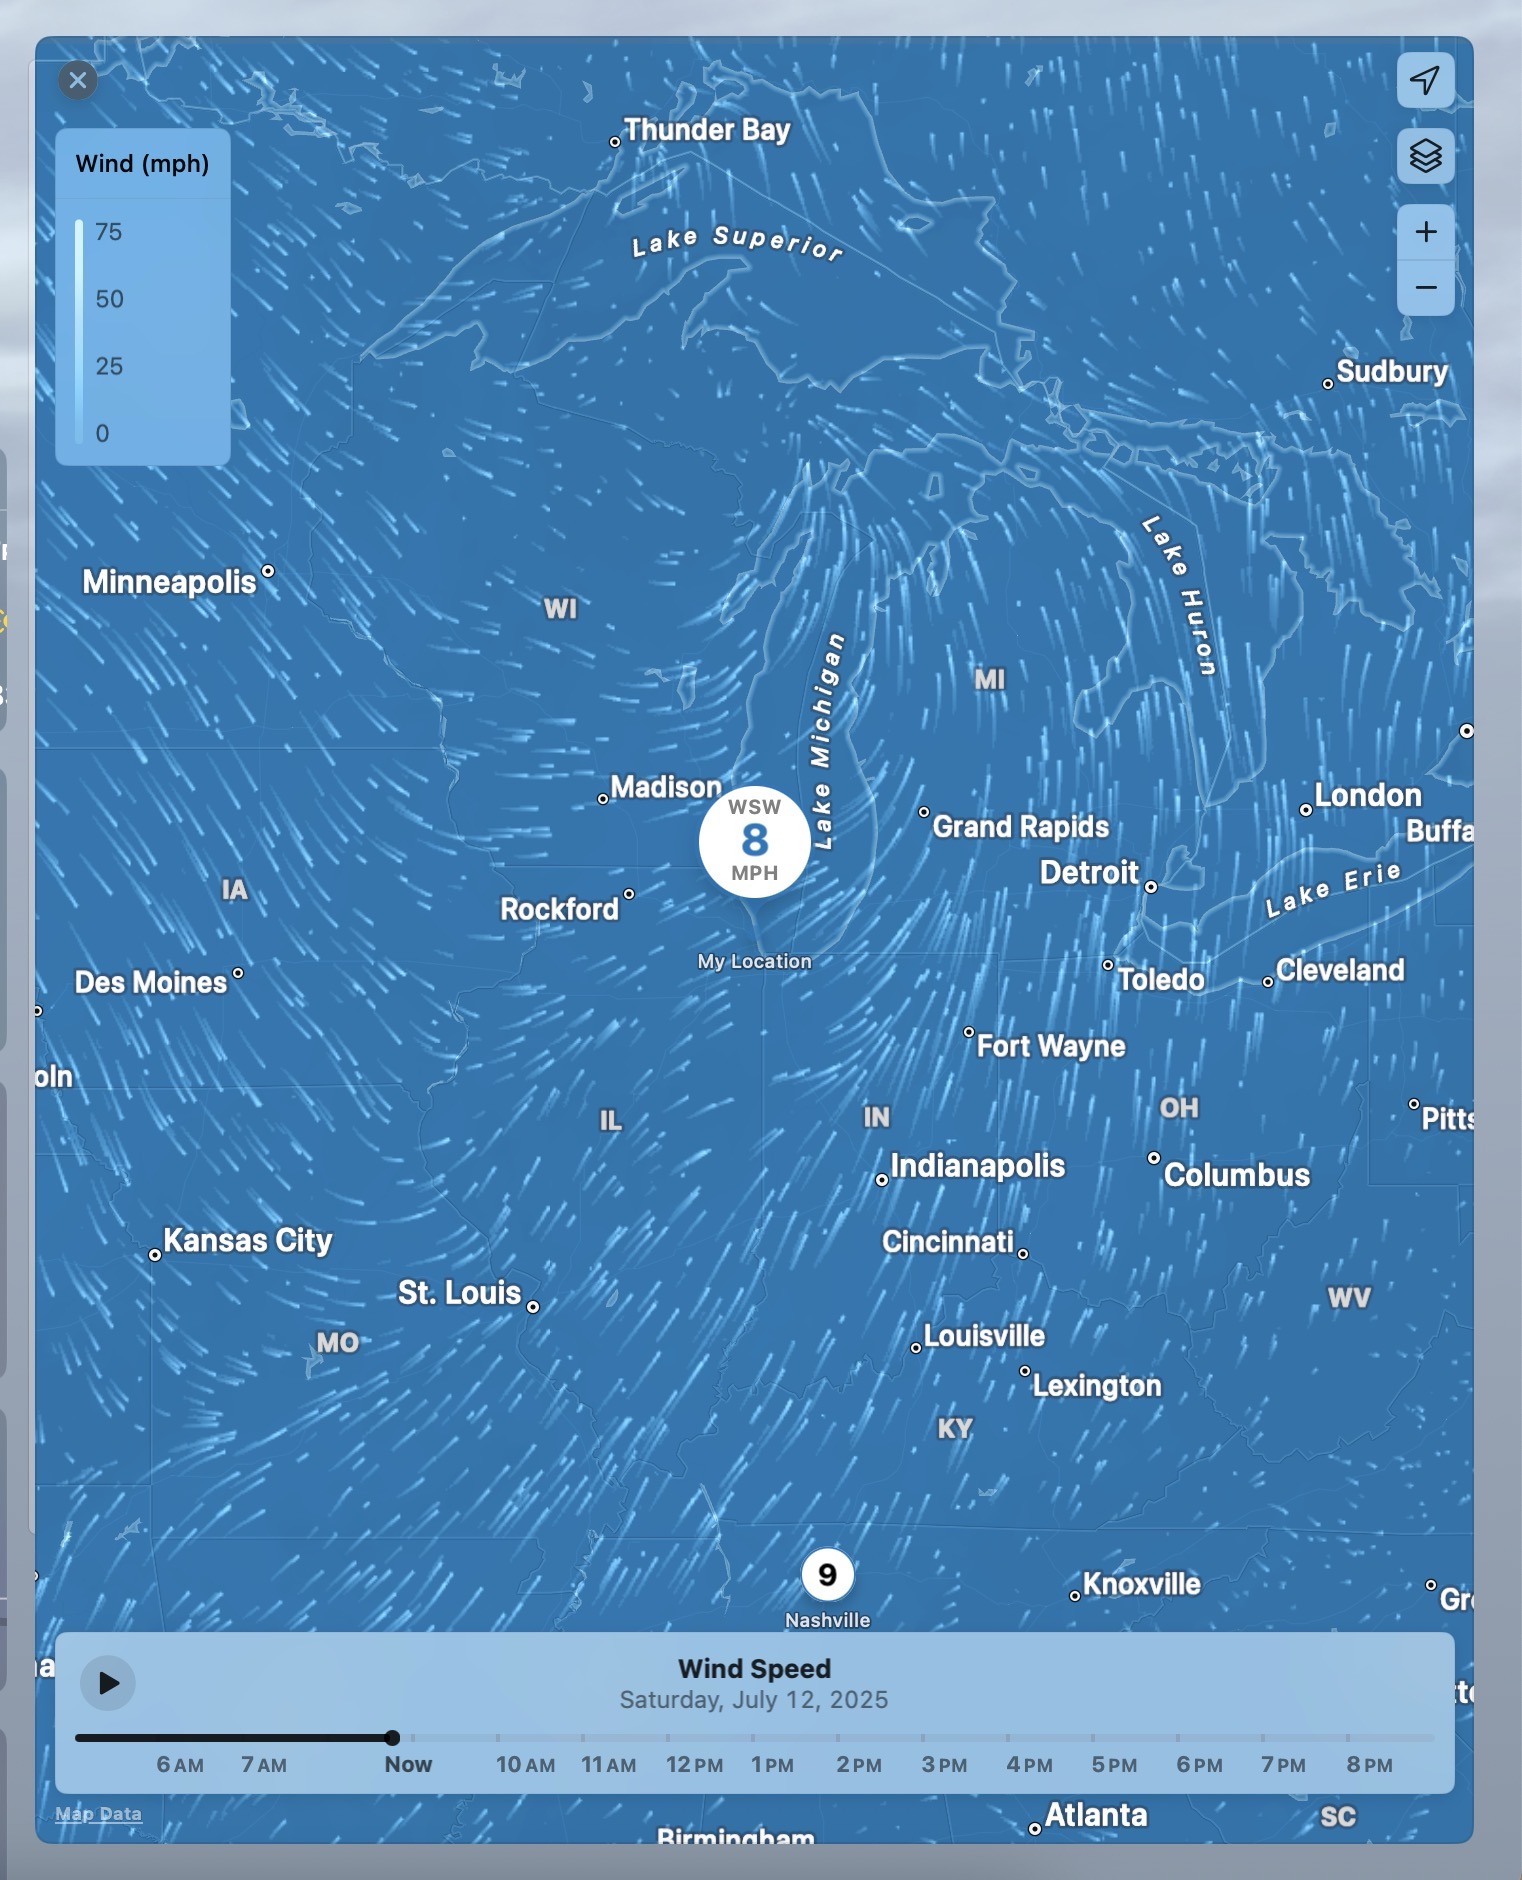 Thunder Bay
Wind (mph)
75
50
25
0
Lake Superior
Sudbury
Lake Huron
Minneapolis
WI
Lake Michigan
MI
Madison
WSW
8
MPH
Grand Rapids
London
Buffa
Detroit
Lake Erie
IA
Rockford
My Location
Des Moines
Toledo
Cleveland
Fort Wayne
oln
IL
IN
OH
Pitts
Indianapolis
Columbus
Kansas City
Cincinnati
St. Louis
WV
MO
Louisville
Lexington
KY
9
Nashville
Knoxville
Gr
Wind Speed
Saturday, July 12, 2025
6 AM 7 AM Now 10 AM 11 AM 12 PM 1 PM 2 PM 3 PM 4 PM 5 PM 6 PM 7 PM 8 PM
Map Data
Atlanta
SC
Birmingham